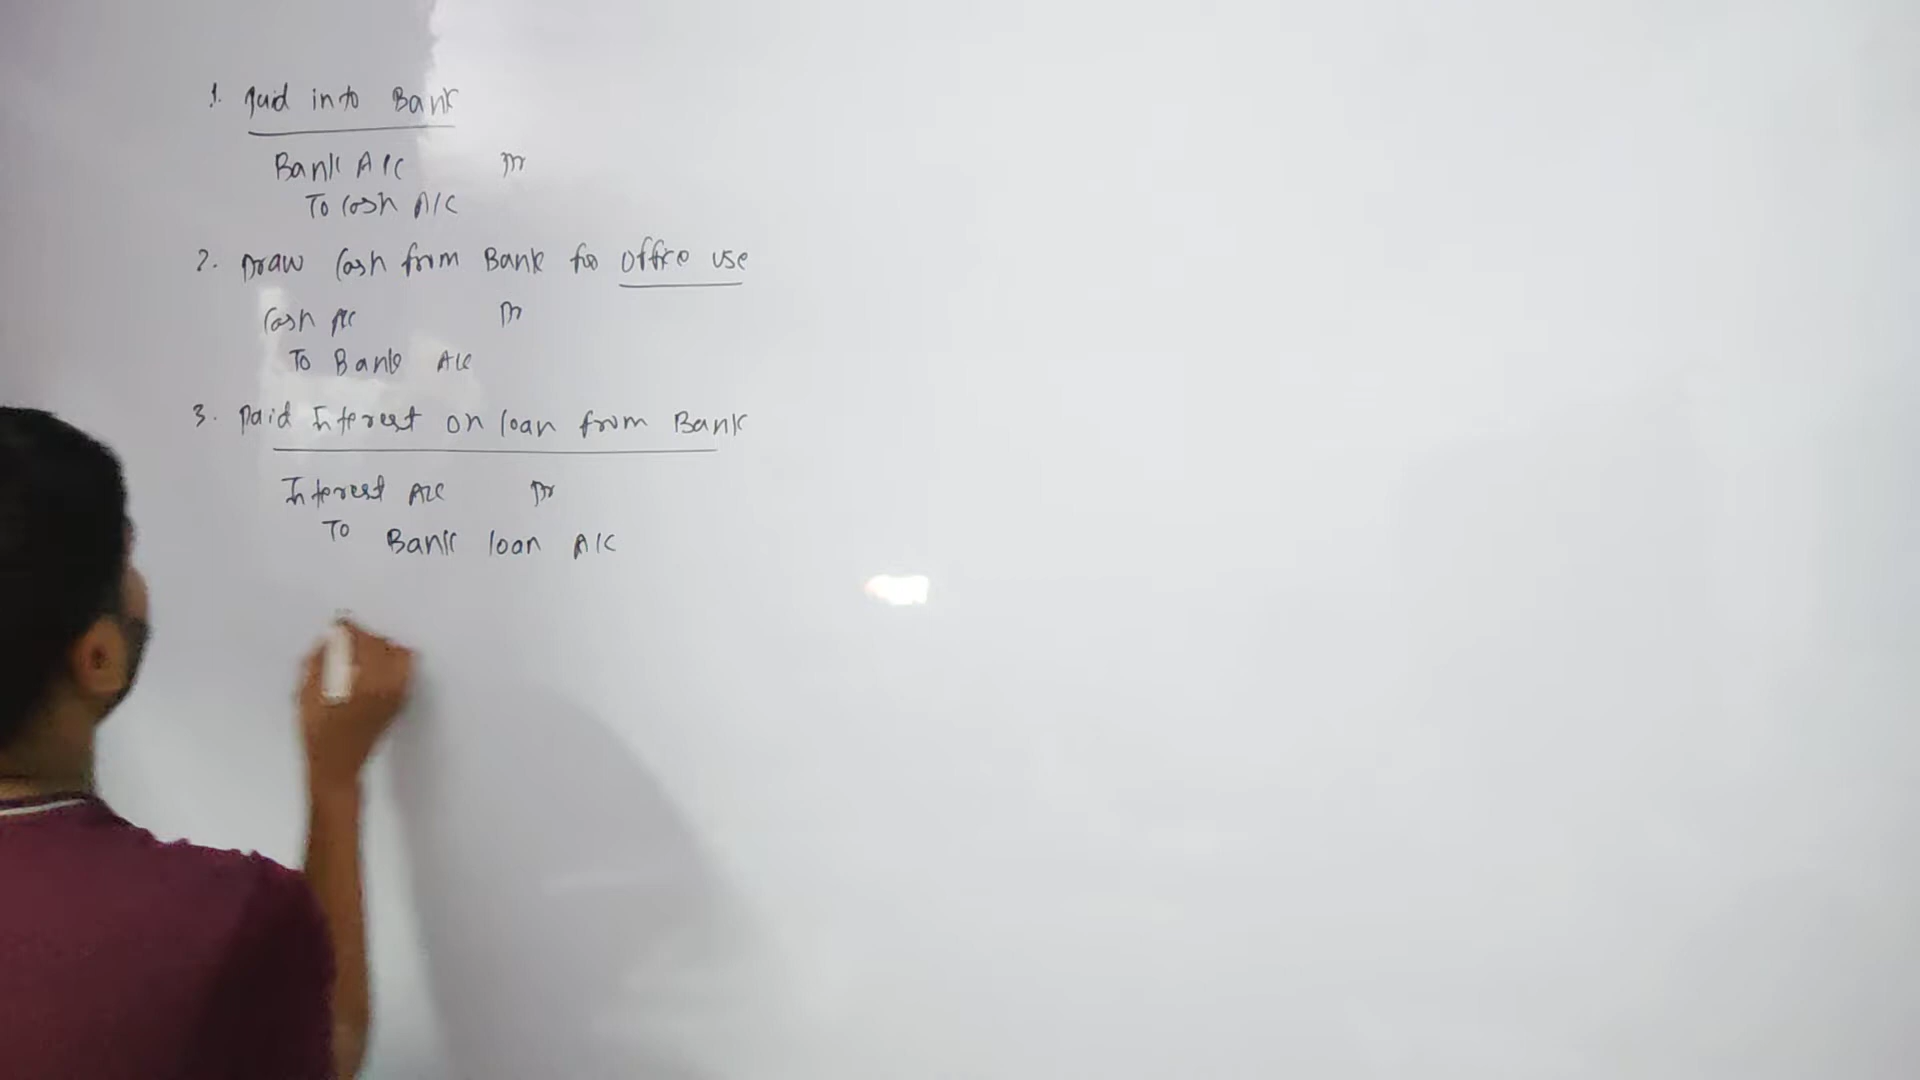 1. Paid into Bank
Bank A/C Dr
To Cash A/C
2. Draw Cash from Bank for office use
Cash A/C Dr
To Bank A/C
3. Paid Interest on loan from Bank
Interest A/C Dr
To Bank loan A/C